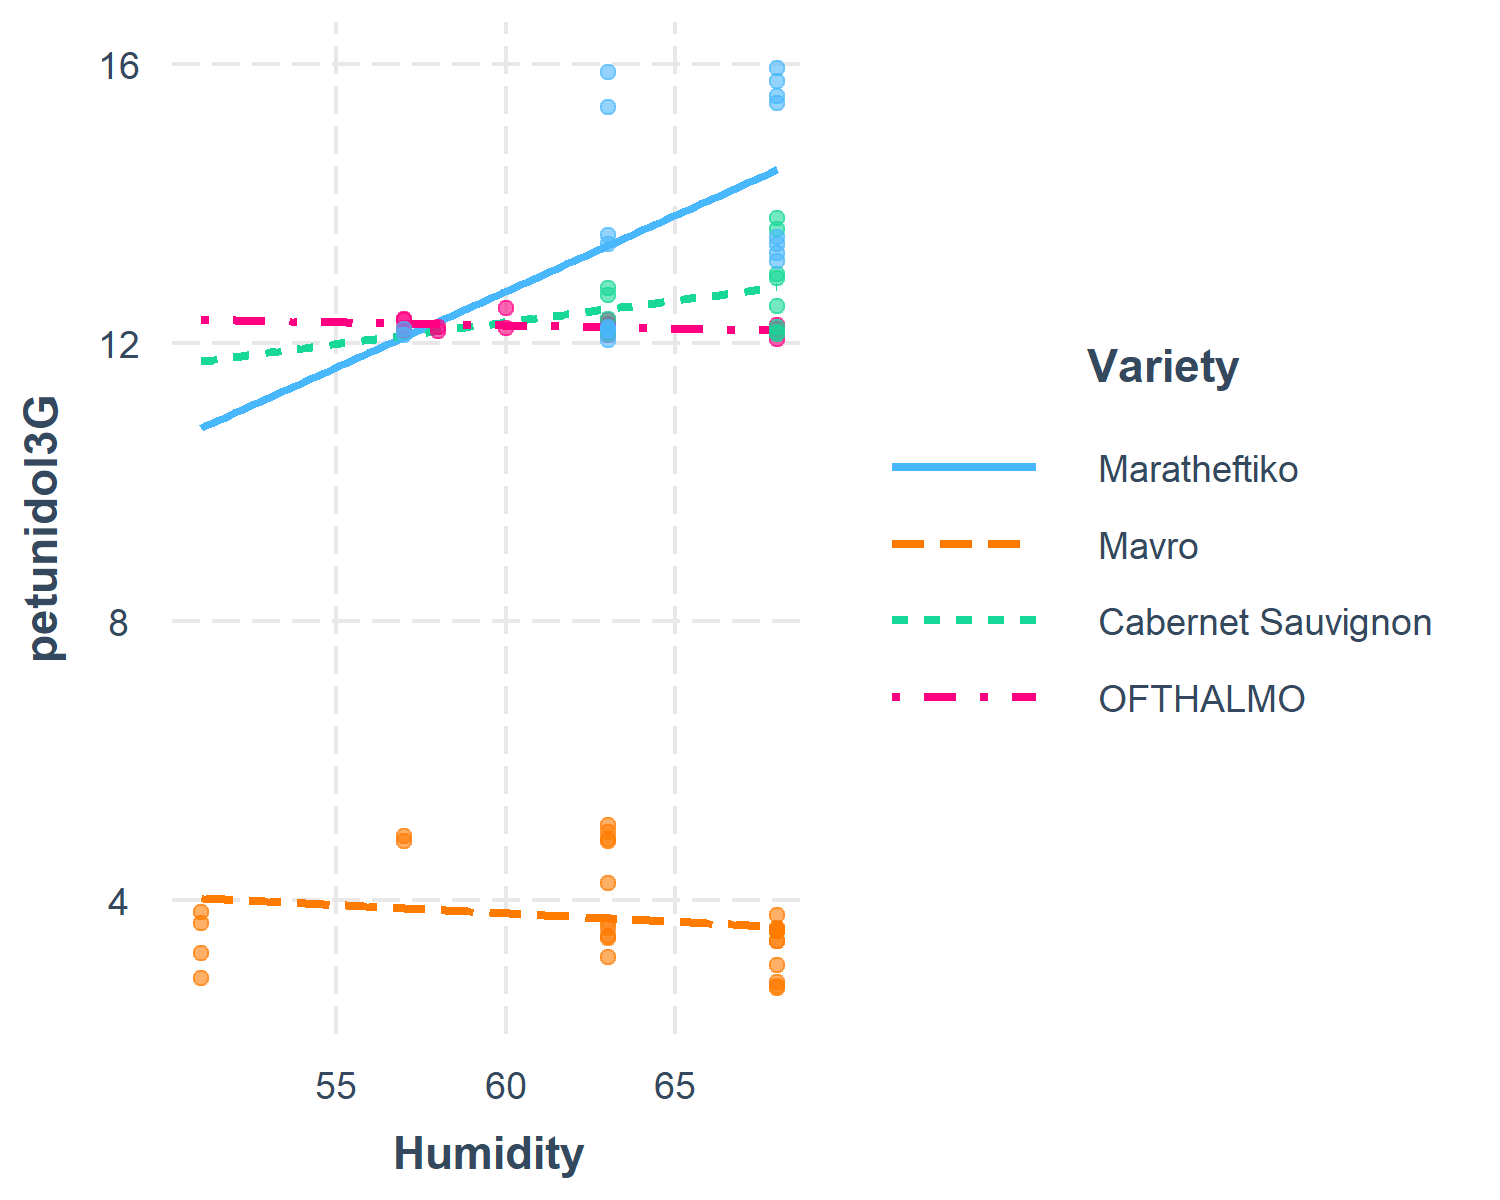 16
12
8
4
petunidol3G
55 60 65
Humidity
Variety
Maratheftiko
Mavro
Cabernet Sauvignon
OFTHALMO